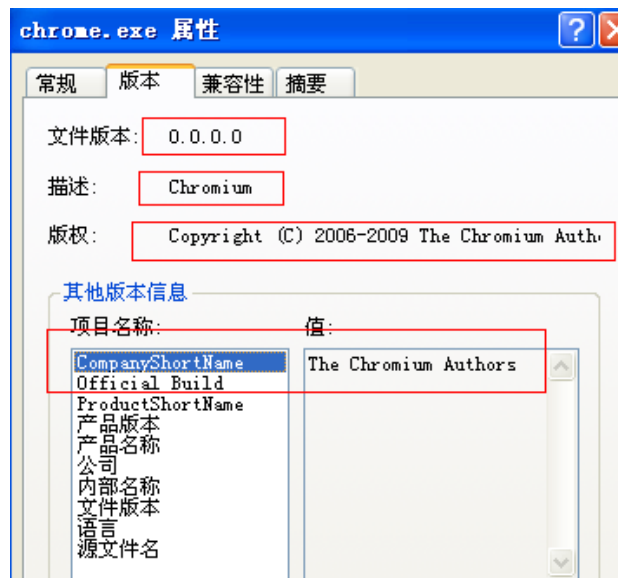 chrome.exe 属性
常规 版本 兼容性 摘要
文件版本: 0.0.0.0
描述: Chromium
版权: Copyright (C) 2006-2009 The Chromium Auth
其他版本信息
项目名称: 值:
CompanyShortName The Chromium Authors
Official Build
ProductShortName
产品版本
产品名称
公司
内部名称
文件版本
语言
源文件名